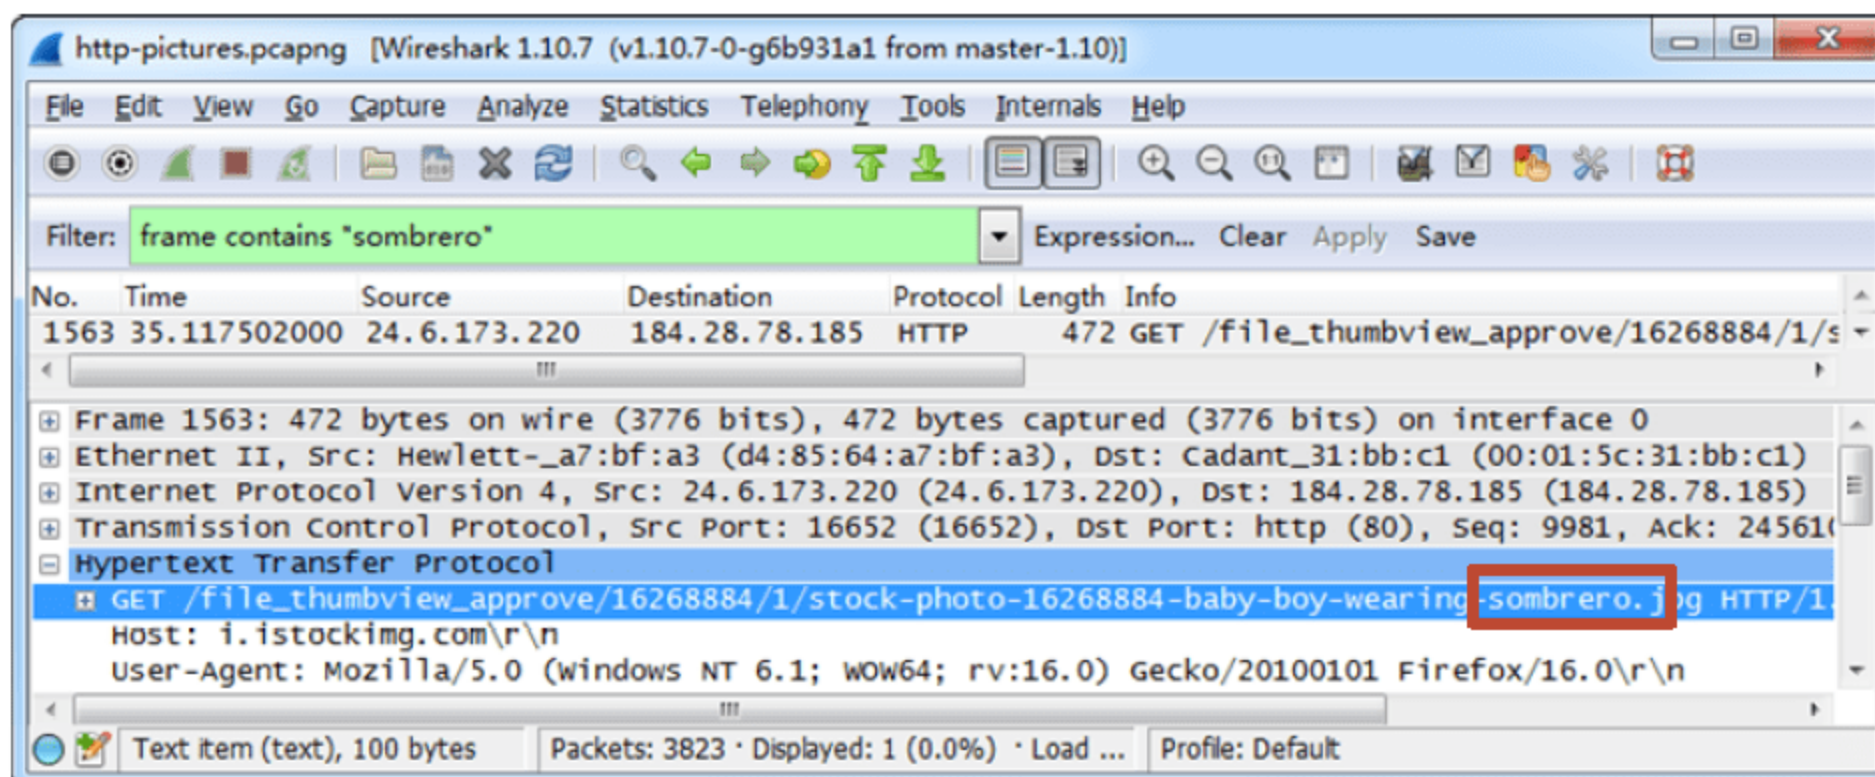 http-pictures.pcapng [Wireshark 1.10.7 (v1.10.7-0-g6b931a1 from master-1.10)]
File Edit View Go Capture Analyze Statistics Telephony Tools Internals Help
Filter: frame contains "sombrero" Expression... Clear Apply Save
No. Time Source Destination Protocol Length Info
1563 35.117502000 24.6.173.220 184.28.78.185 HTTP 472 GET /file_thumbview_approve/16268884/1/s
Frame 1563: 472 bytes on wire (3776 bits), 472 bytes captured (3776 bits) on interface 0
Ethernet II, Src: Hewlett-_a7:bf:a3 (d4:85:64:a7:bf:a3), Dst: Cadant_31:bb:c1 (00:01:5c:31:bb:c1)
Internet Protocol Version 4, Src: 24.6.173.220 (24.6.173.220), Dst: 184.28.78.185 (184.28.78.185)
Transmission Control Protocol, Src Port: 16652 (16652), Dst Port: http (80), Seq: 9981, Ack: 24561
Hypertext Transfer Protocol
GET /file_thumbview_approve/16268884/1/stock-photo-16268884-baby-boy-wearing-sombrero.jpg HTTP/1.
Host: i.istockimg.com\r\n
User-Agent: Mozilla/5.0 (Windows NT 6.1; WOW64; rv:16.0) Gecko/20100101 Firefox/16.0\r\n
Text item (text), 100 bytes Packets: 3823 · Displayed: 1 (0.0%) · Load ... Profile: Default